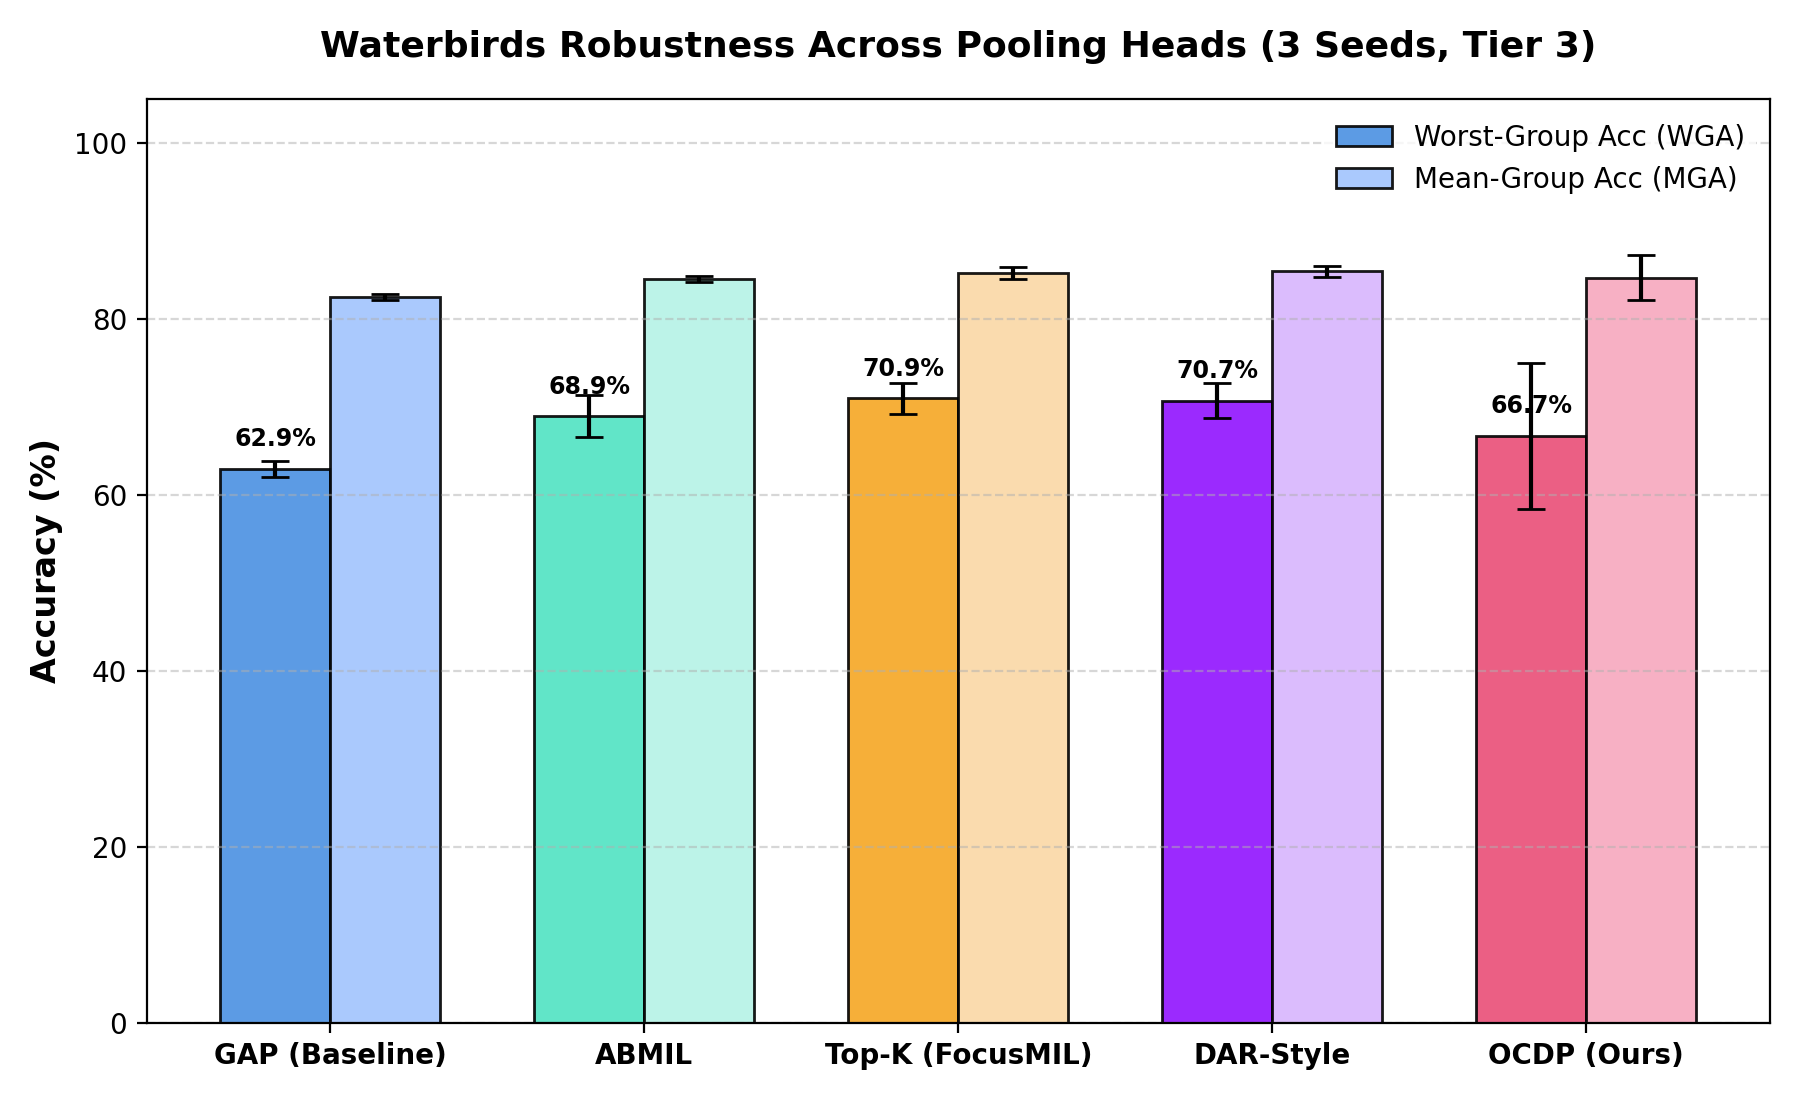 Waterbirds Robustness Across Pooling Heads (3 Seeds, Tier 3)
Worst-Group Acc (WGA)
Mean-Group Acc (MGA)
Accuracy (%)
100
80
60
40
20
0
62.9%
68.9%
70.9%
70.7%
66.7%
GAP (Baseline)
ABMIL
Top-K (FocusMIL)
DAR-Style
OCDP (Ours)